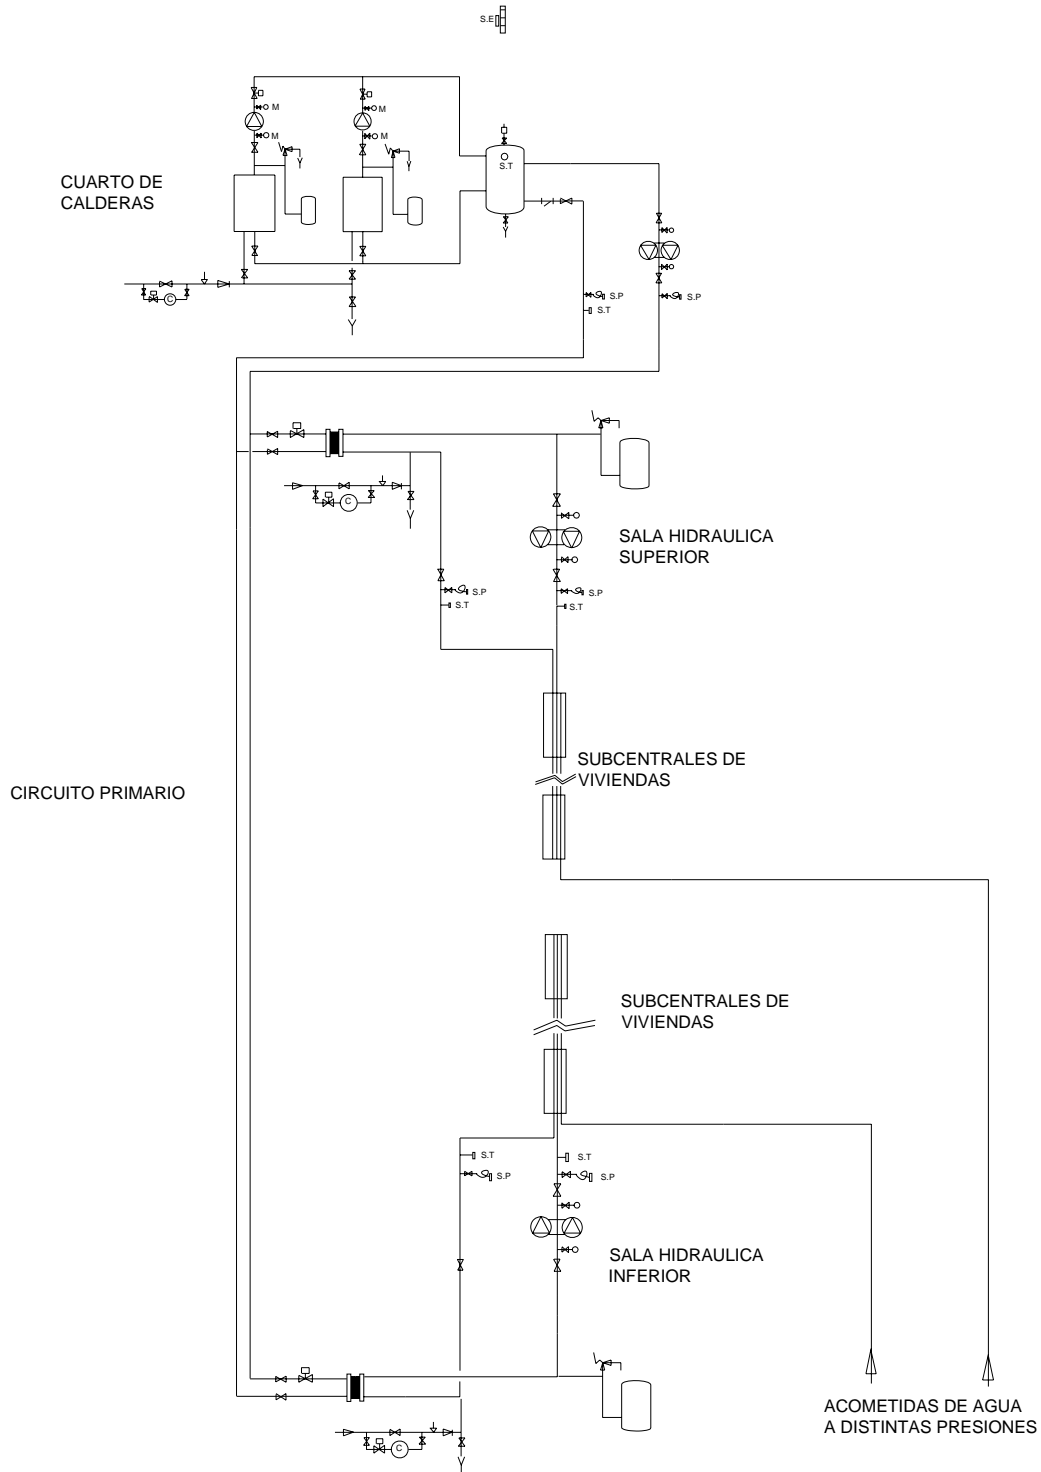 S.E
M
M
M
M
S.T
CUARTO DE
CALDERAS
C
S.P
S.P
S.T
C
SALA HIDRAULICA
SUPERIOR
S.P
S.P
S.T
S.T
SUBCENTRALES DE
VIVIENDAS
CIRCUITO PRIMARIO
SUBCENTRALES DE
VIVIENDAS
S.T
S.T
S.P
S.P
SALA HIDRAULICA
INFERIOR
ACOMETIDAS DE AGUA
A DISTINTAS PRESIONES
C